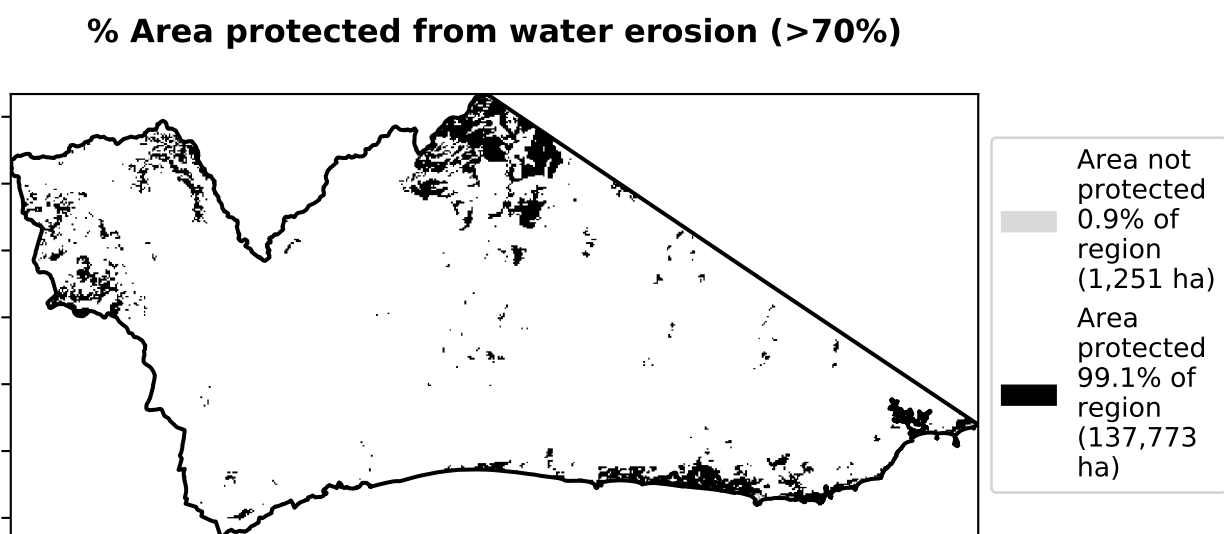 % Area protected from water erosion (>70%)
Area not
protected
0.9% of
region
(1,251 ha)
Area
protected
99.1% of
region
(137,773
ha)